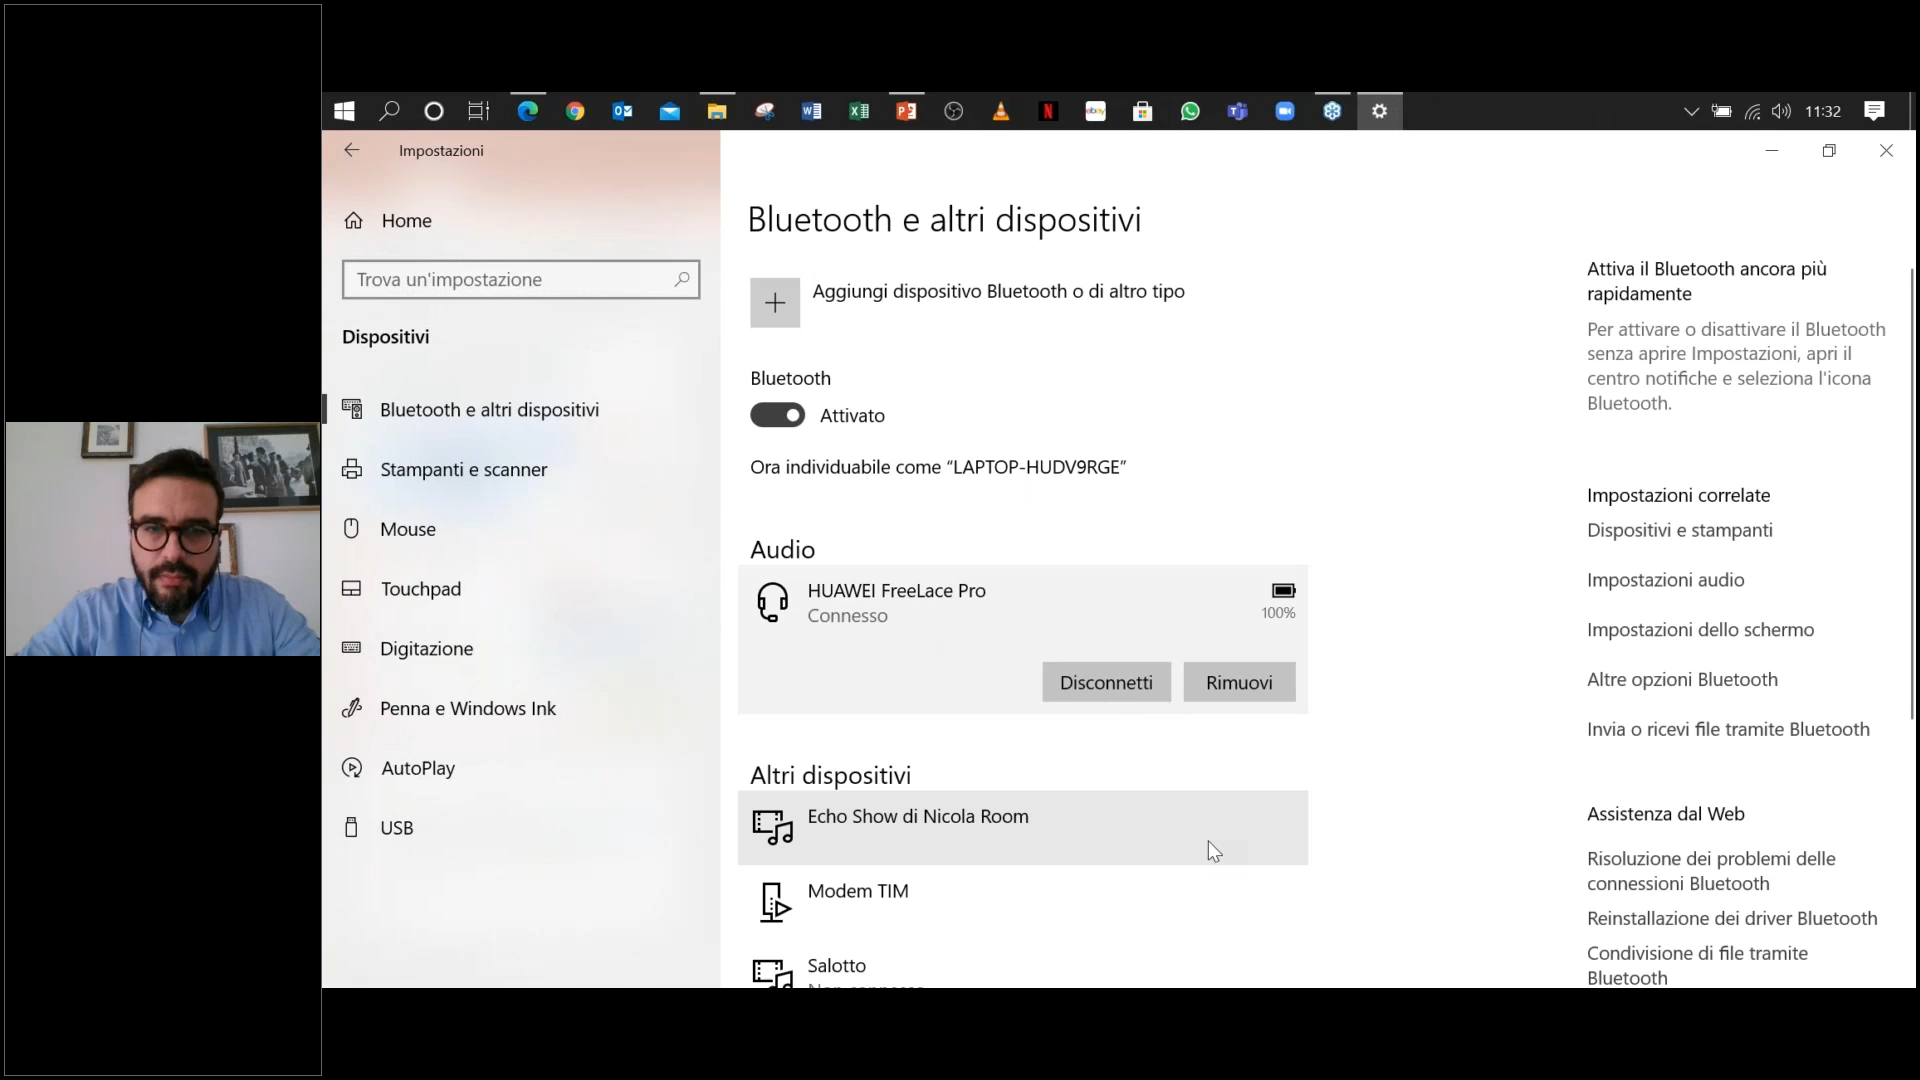 11:32
Impostazioni
Home
Trova un'impostazione
Dispositivi
Bluetooth e altri dispositivi
Stampanti e scanner
Mouse
Touchpad
Digitazione
Penna e Windows Ink
AutoPlay
USB
Bluetooth e altri dispositivi
Aggiungi dispositivo Bluetooth o di altro tipo
Bluetooth
Attivato
Ora individuabile come “LAPTOP-HUDV9RGE”
Audio
HUAWEI FreeLace Pro
Connesso
100%
Disconnetti
Rimuovi
Altri dispositivi
Echo Show di Nicola Room
Modem TIM
Salotto
Attiva il Bluetooth ancora più
rapidamente
Per attivare o disattivare il Bluetooth
senza aprire Impostazioni, apri il
centro notifiche e seleziona l'icona
Bluetooth.
Impostazioni correlate
Dispositivi e stampanti
Impostazioni audio
Impostazioni dello schermo
Altre opzioni Bluetooth
Invia o ricevi file tramite Bluetooth
Assistenza dal Web
Risoluzione dei problemi delle
connessioni Bluetooth
Reinstallazione dei driver Bluetooth
Condivisione di file tramite
Bluetooth